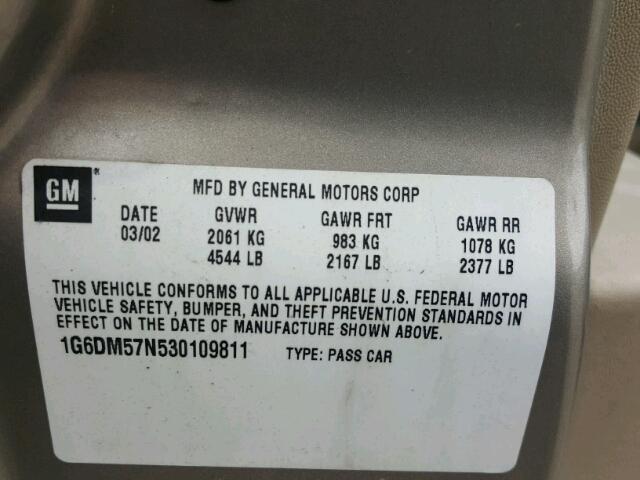 GM ®
MFD BY GENERAL MOTORS CORP
DATE GVWR GAWR FRT GAWR RR
03/02 2061 KG 983 KG 1078 KG
4544 LB 2167 LB 2377 LB
THIS VEHICLE CONFORMS TO ALL APPLICABLE U.S. FEDERAL MOTOR
VEHICLE SAFETY, BUMPER, AND THEFT PREVENTION STANDARDS IN
EFFECT ON THE DATE OF MANUFACTURE SHOWN ABOVE.
1G6DM57N530109811 TYPE: PASS CAR